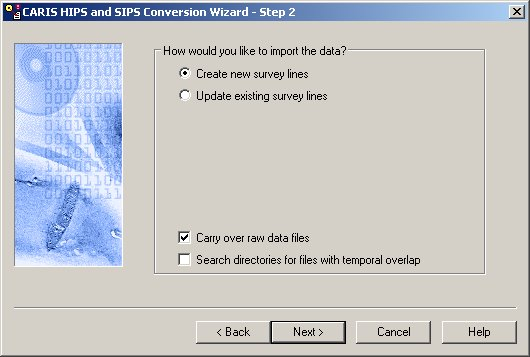 CARIS HIPS and SIPS Conversion Wizard - Step 2
How would you like to import the data?
Create new survey lines
Update existing survey lines
Carry over raw data files
Search directories for files with temporal overlap
< Back
Next >
Cancel
Help